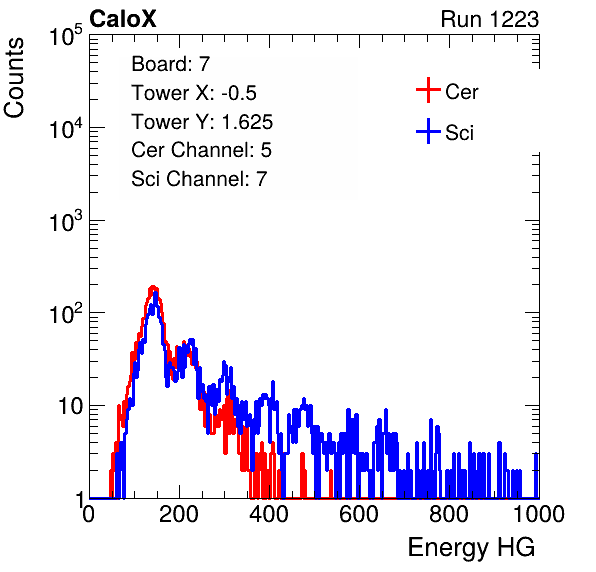 CaloX Run 1223
Counts
10^5
10^4
10^3
10^2
10
1
Board: 7
Tower X: -0.5
Tower Y: 1.625
Cer Channel: 5
Sci Channel: 7
Cer
Sci
0 200 400 600 800 1000
Energy HG